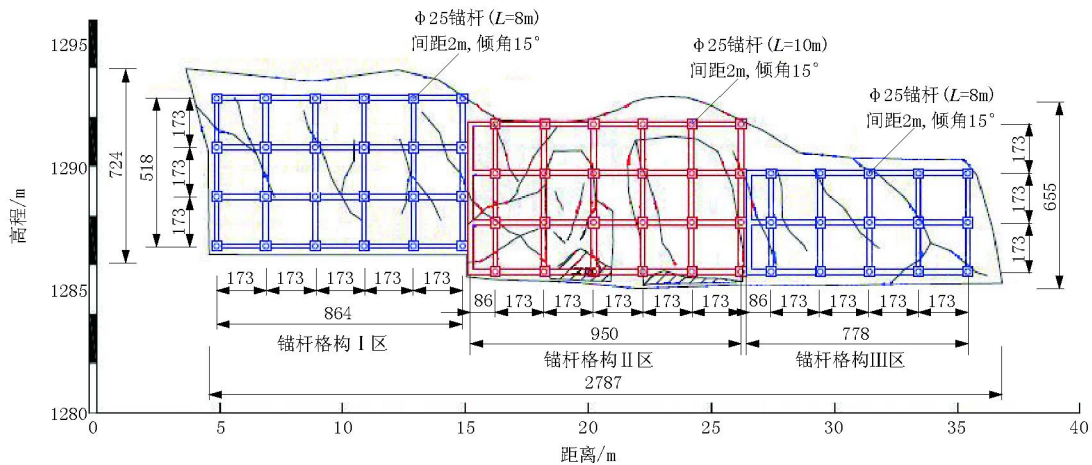 1295
1290
1285
1280
高程/m
724
518
173
173
173
φ25锚杆(L=8m)
间距2m,倾角15°
φ25锚杆(L=10m)
间距2m,倾角15°
φ25锚杆(L=8m)
间距2m,倾角15°
173
173
173
655
173 173 173 173 173
86 173 173 173 173 173
86 173 173 173 173
864
950
778
锚杆格构Ⅰ区
锚杆格构Ⅱ区
锚杆格构Ⅲ区
2787
0 5 10 15 20 25 30 35 40
距离/m